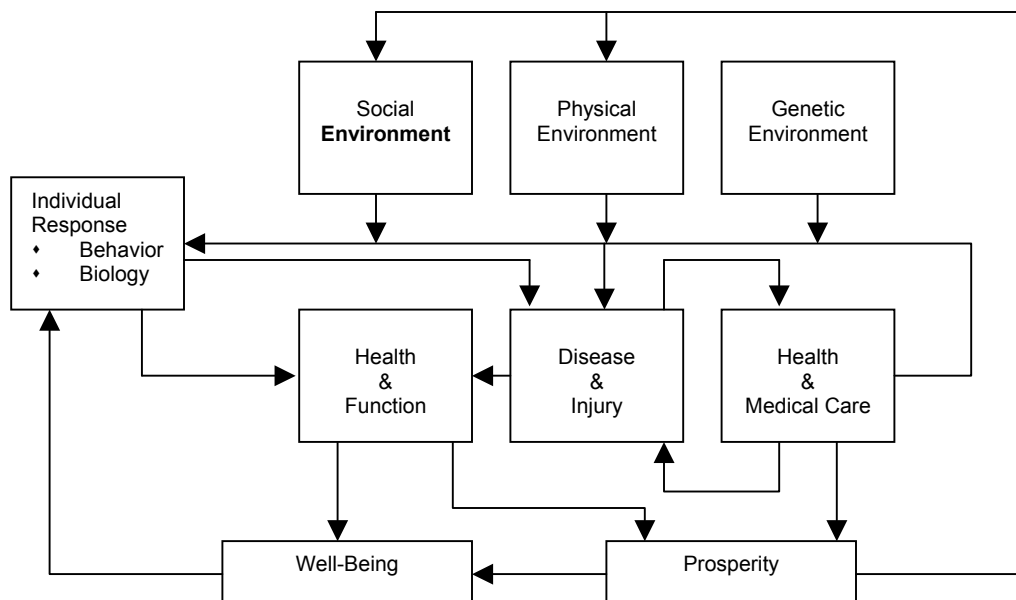 Social
Environment
Physical
Environment
Genetic
Environment
Individual
Response
♦ Behavior
♦ Biology
Health
&
Function
Disease
&
Injury
Health
&
Medical Care
Well-Being
Prosperity